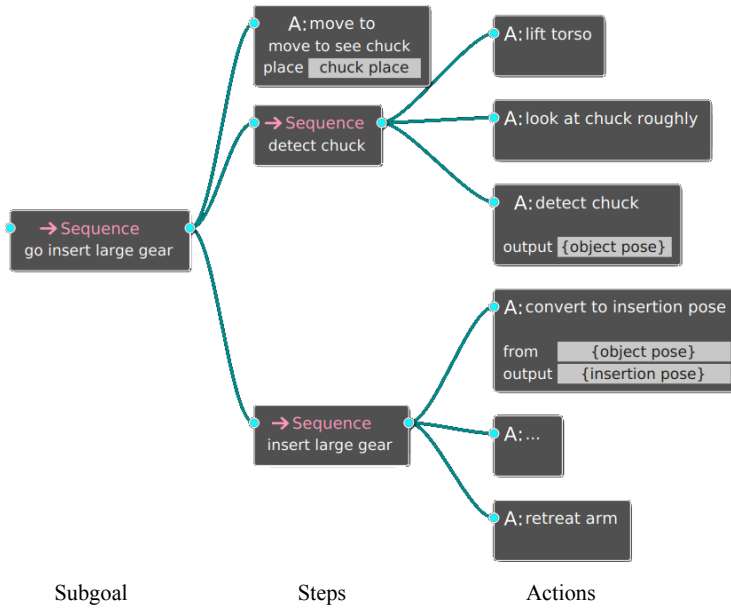 A: move to
move to see chuck
place chuck place
→ Sequence
detect chuck
A: lift torso
A: look at chuck roughly
A: detect chuck
output {object pose}
→ Sequence
go insert large gear
A: convert to insertion pose
from {object pose}
output {insertion pose}
→ Sequence
insert large gear
A: ...
A: retreat arm
Subgoal Steps Actions